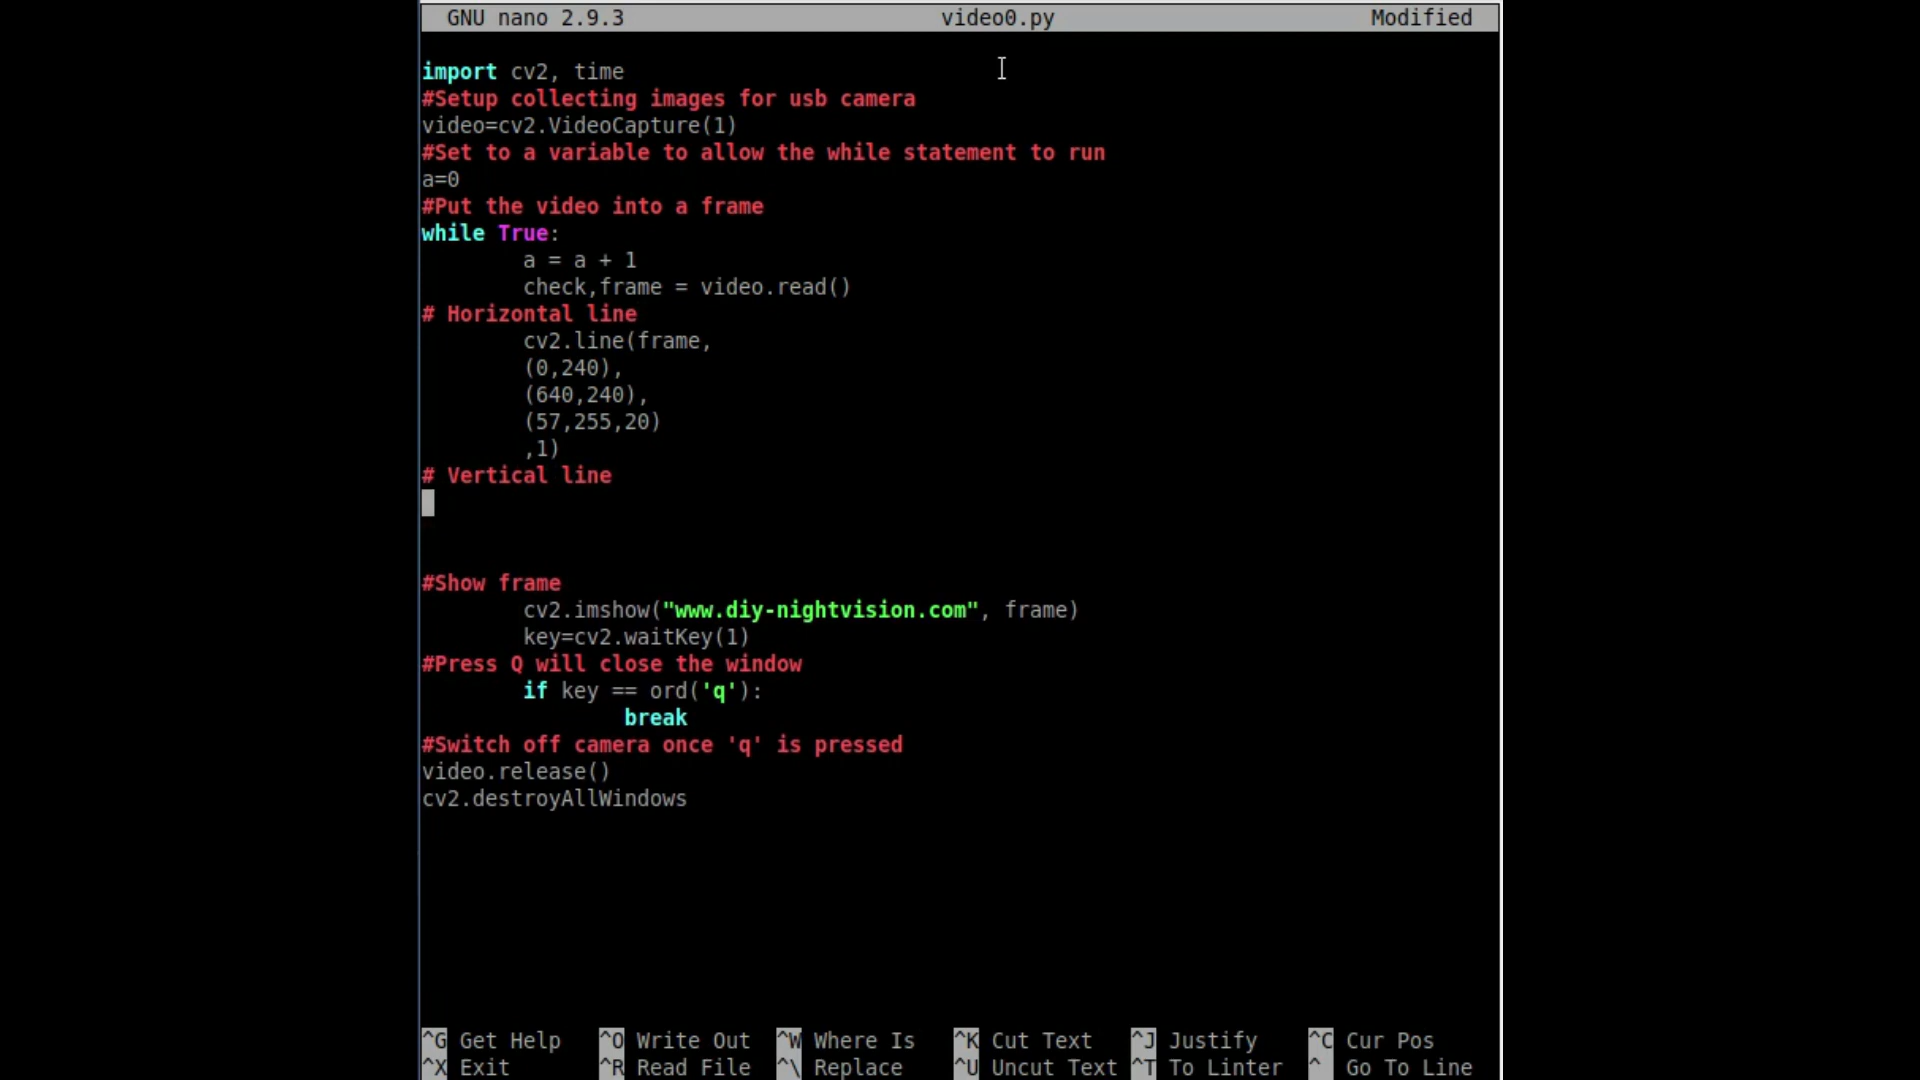 GNU nano 2.9.3 video0.py Modified
import cv2, time
#Setup collecting images for usb camera
video=cv2.VideoCapture(1)
#Set to a variable to allow the while statement to run
a=0
#Put the video into a frame
while True:
a = a + 1
check,frame = video.read()
# Horizontal line
cv2.line(frame,
(0,240),
(640,240),
(57,255,20)
,1)
# Vertical line
#Show frame
cv2.imshow("www.diy-nightvision.com", frame)
key=cv2.waitKey(1)
#Press Q will close the window
if key == ord('q'):
break
#Switch off camera once 'q' is pressed
video.release()
cv2.destroyAllWindows
^G Get Help ^O Write Out ^W Where Is ^K Cut Text ^J Justify ^C Cur Pos
^X Exit ^R Read File ^\ Replace ^U Uncut Text ^T To Linter ^ Go To Line